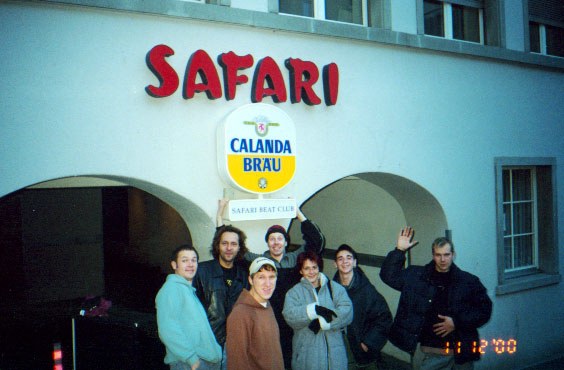 SAFARI
CALANDA
BRÄU
SAFARI BEAT CLUB
11 12 '00